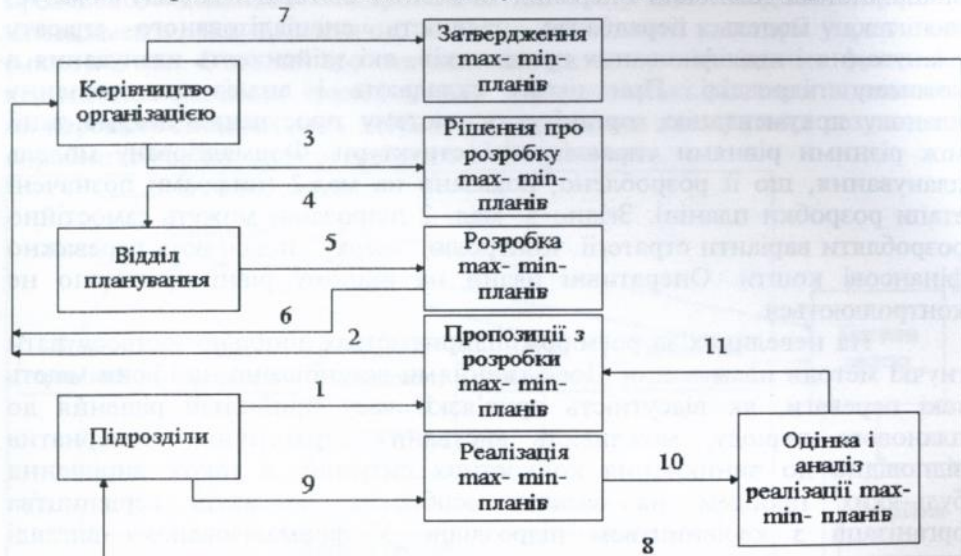 7
Затвердження
max- min-
планів
Керівництво
організацією
3
Рішення про
розробку
max- min-
планів
4
Відділ
планування
5
Розробка
max- min-
планів
6
2
Пропозиції з
розробки
max- min-
планів
11
1
Підрозділи
Реалізація
max- min-
планів
9
10
Оцінка і
аналіз
реалізації max-
min- планів
8